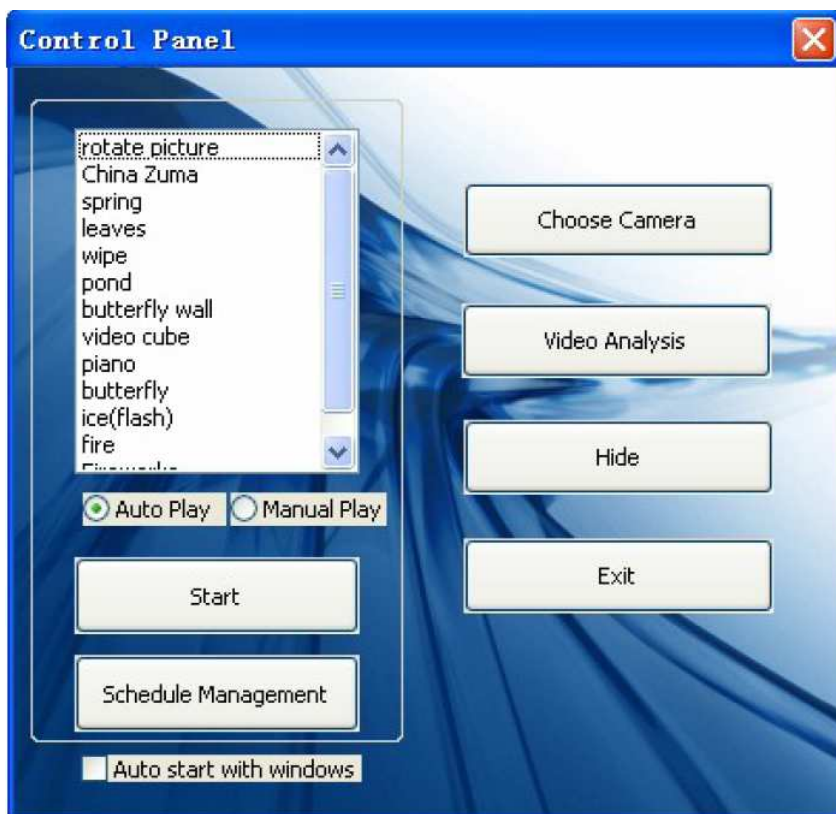 Control Panel
rotate picture
China Zuma
spring
leaves
wipe
pond
butterfly wall
video cube
piano
butterfly
ice(flash)
fire
Auto Play
Manual Play
Start
Schedule Management
Auto start with windows
Choose Camera
Video Analysis
Hide
Exit